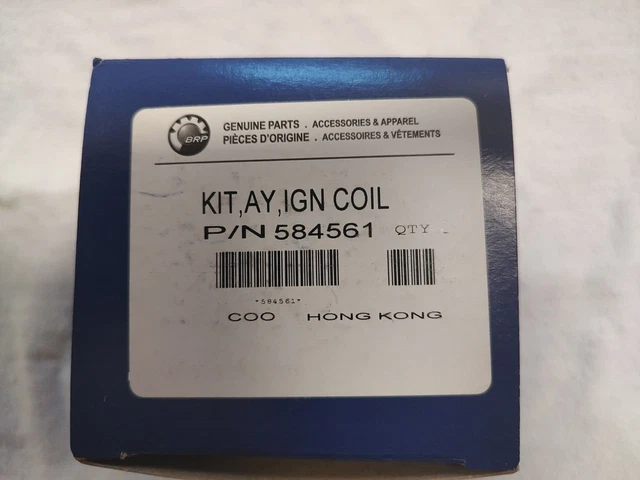 BRP
GENUINE PARTS . ACCESSORIES & APPAREL
PIÈCES D'ORIGINE . ACCESSOIRES & VÊTEMENTS
KIT,AY,IGN COIL
P/N 584561 QTY
*584561*
COO HONG KONG